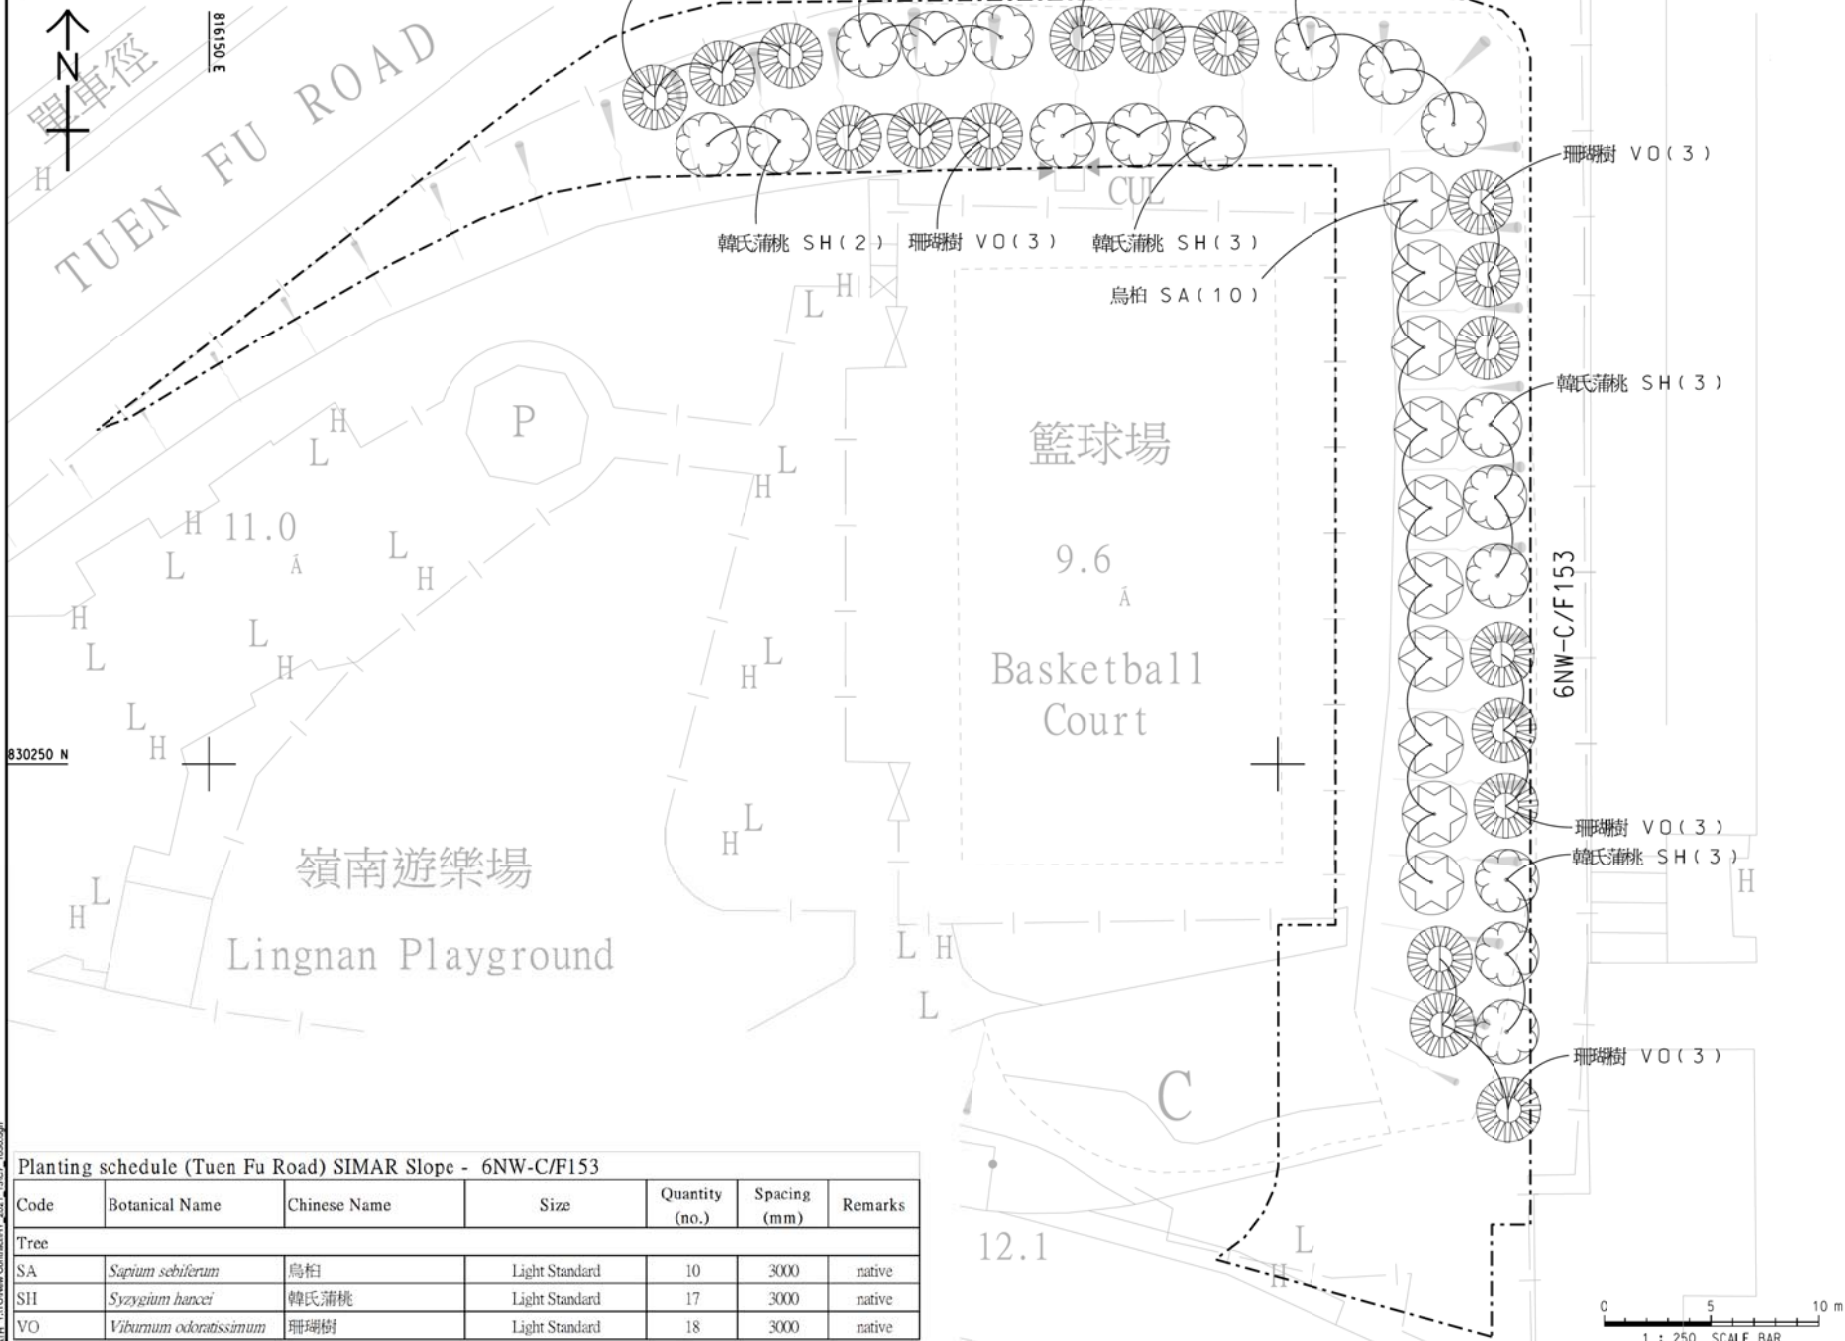 N
816150 E
單車徑
H
TUEN FU ROAD
珊瑚樹 VO(3)
CUL
韓氏蒲桃 SH(2)
珊瑚樹 VO(3)
韓氏蒲桃 SH(3)
烏桕 SA(10)
H
L
韓氏蒲桃 SH(3)
H
L
P
籃球場
L
H
H
11.0
L
L
H
9.6
6NW-C/F153
H
L
L
H
L
H
Basketball
Court
L
H
830250 N
L
H
珊瑚樹 VO(3)
韓氏蒲桃 SH(3)
嶺南遊樂場
L
H
H
Lingnan Playground
L H
L
C
珊瑚樹 VO(3)
12.1
L
H
Planting schedule (Tuen Fu Road) SIMAR Slope - 6NW-C/F153
Code Botanical Name Chinese Name Size Quantity (no.) Spacing (mm) Remarks
Tree
SA Sapium sebiferum 烏桕 Light Standard 10 3000 native
SH Syzygium hancei 韓氏蒲桃 Light Standard 17 3000 native
VO Viburnum odoratissimum 珊瑚樹 Light Standard 18 3000 native
0 5 10 m
1 : 250 SCALE BAR